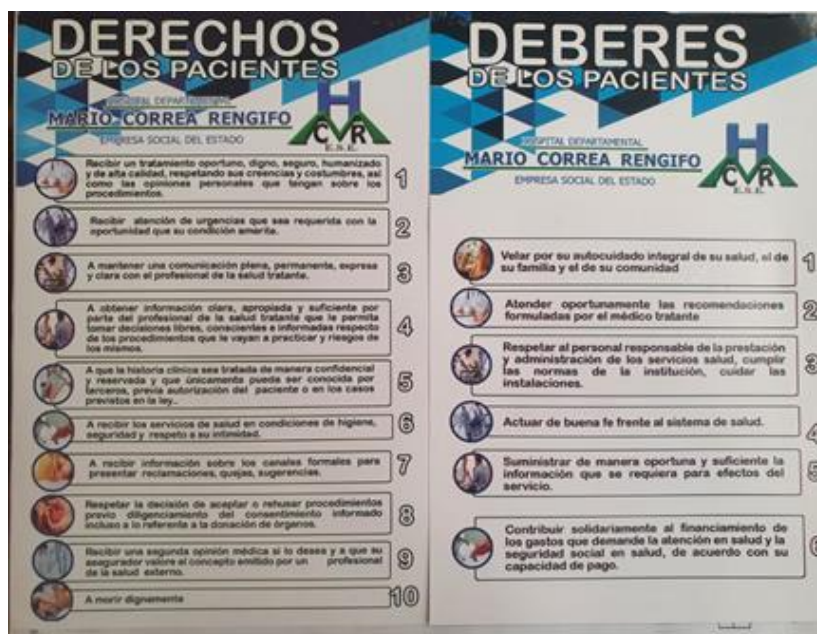 DERECHOS
DE LOS PACIENTES
HOSPITAL DEPARTAMENTAL
MARIO CORREA RENGIFO
EMPRESA SOCIAL DEL ESTADO
H
CVR
E.S.E.
Recibir un tratamiento oportuno, digno, seguro, humanizado
y de alta calidad, respetando sus creencias y costumbres, así
como las opiniones personales que tengan sobre los
procedimientos.
1
Recibir atención de urgencias que sea requerida con la
oportunidad que su condición amerita.
2
A mantener una comunicación plena, permanente, expresa
y clara con el profesional de la salud tratante.
3
A obtener información clara, apropiada y suficiente por
parte del profesional de la salud tratante que le permita
tomar decisiones libres, conscientes e informadas respecto
de los procedimientos que le vayan a practicar y riesgos de
los mismos.
4
A que la historia clínica sea tratada de manera confidencial
y reservada y que únicamente pueda ser conocida por
terceros, previa autorización del paciente o en los casos
previstos en la ley..
5
A recibir los servicios de salud en condiciones de higiene,
seguridad y respeto a su intimidad.
6
A recibir información sobre los canales formales para
presentar reclamaciones, quejas, sugerencias.
7
Respetar la decisión de aceptar o rehusar procedimientos
previo diligenciamiento del consentimiento informado
incluso a lo referente a la donación de órganos.
8
Recibir una segunda opinión médica si lo desea y a que su
asegurador valore el concepto emitido por un profesional
de la salud externo.
9
A morir dignamente
10
DEBERES
DE LOS PACIENTES
HOSPITAL DEPARTAMENTAL
MARIO CORREA RENGIFO
EMPRESA SOCIAL DEL ESTADO
H
CVR
E.S.E.
Velar por su autocuidado integral de su salud, el de
su familia y el de su comunidad
1
Atender oportunamente las recomendaciones
formuladas por el médico tratante
2
Respetar al personal responsable de la prestación
y administración de los servicios salud, cumplir
las normas de la institución, cuidar las
instalaciones.
3
Actuar de buena fe frente al sistema de salud.
4
Suministrar de manera oportuna y suficiente la
información que se requiera para efectos del
servicio.
5
Contribuir solidariamente al financiamiento de
los gastos que demande la atención en salud y la
seguridad social en salud, de acuerdo con su
capacidad de pago.
6